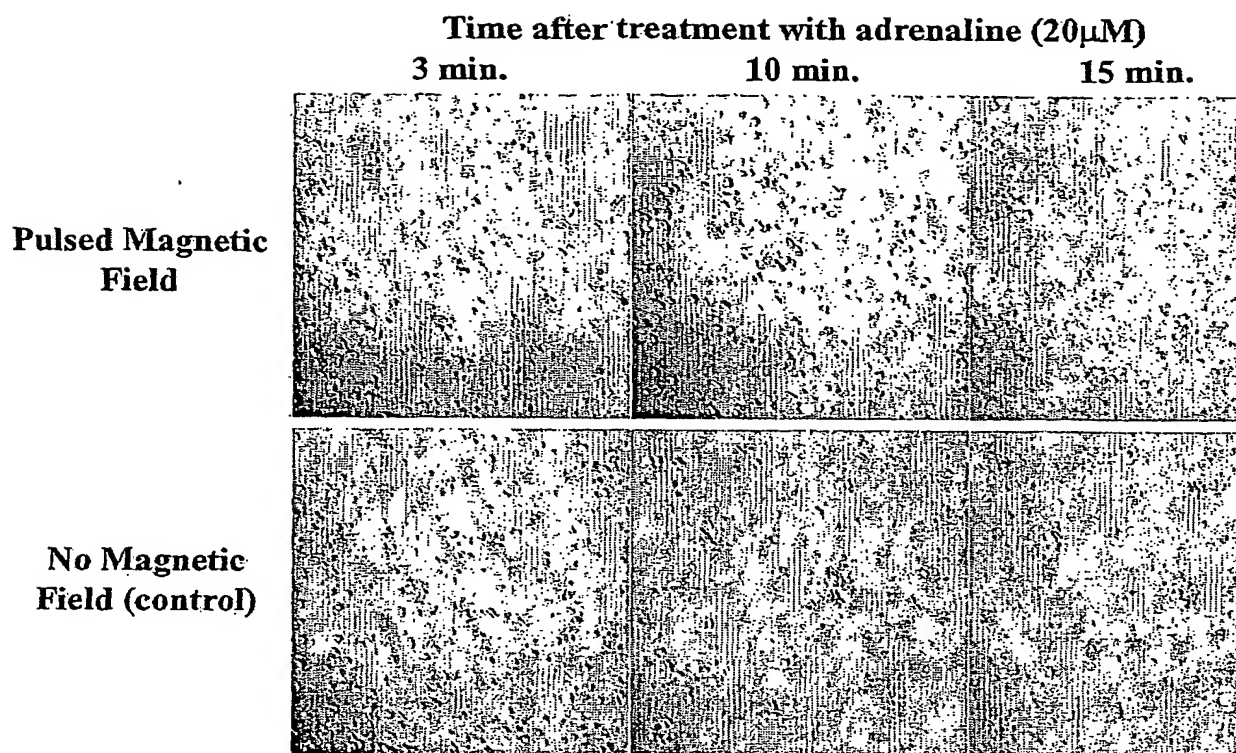 Time after treatment with adrenaline (20µM)
3 min.
10 min.
15 min.
Pulsed Magnetic
Field
No Magnetic
Field (control)